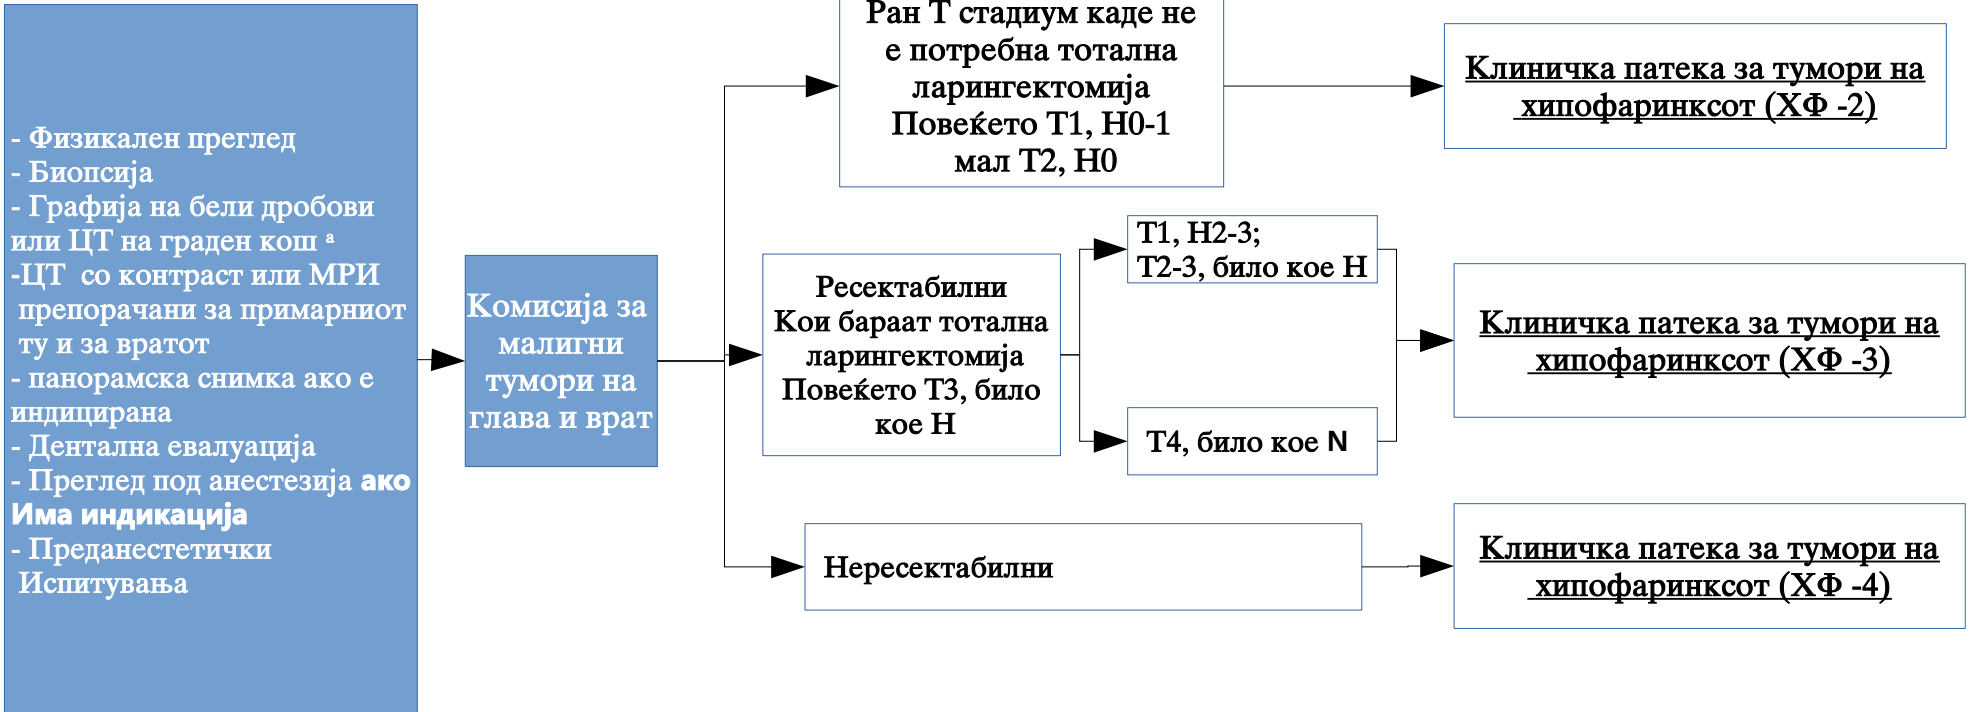 - Физикален преглед
- Биопсија
- Графија на бели дробови
или ЦТ на граден кош ᵃ
-ЦТ со контраст или МРИ
препорачани за примарниот
ту и за вратот
- панорамска снимка ако е
индицирана
- Дентална евалуација
- Преглед под анестезија ако
Има индикација
- Преданестетички
Испитувања
Комисија за
малигни
тумори на
глава и врат
Ран Т стадиум каде не
е потребна тотална
ларингектомија
Повеќето Т1, Н0-1
мал Т2, Н0
Клиничка патека за тумори на
хипофаринксот (ХФ -2)
Ресектабилни
Кои бараат тотална
ларингектомија
Повеќето Т3, било
кое Н
Т1, Н2-3;
Т2-3, било кое Н
Т4, било кое N
Клиничка патека за тумори на
хипофаринксот (ХФ -3)
Нересектабилни
Клиничка патека за тумори на
хипофаринксот (ХФ -4)